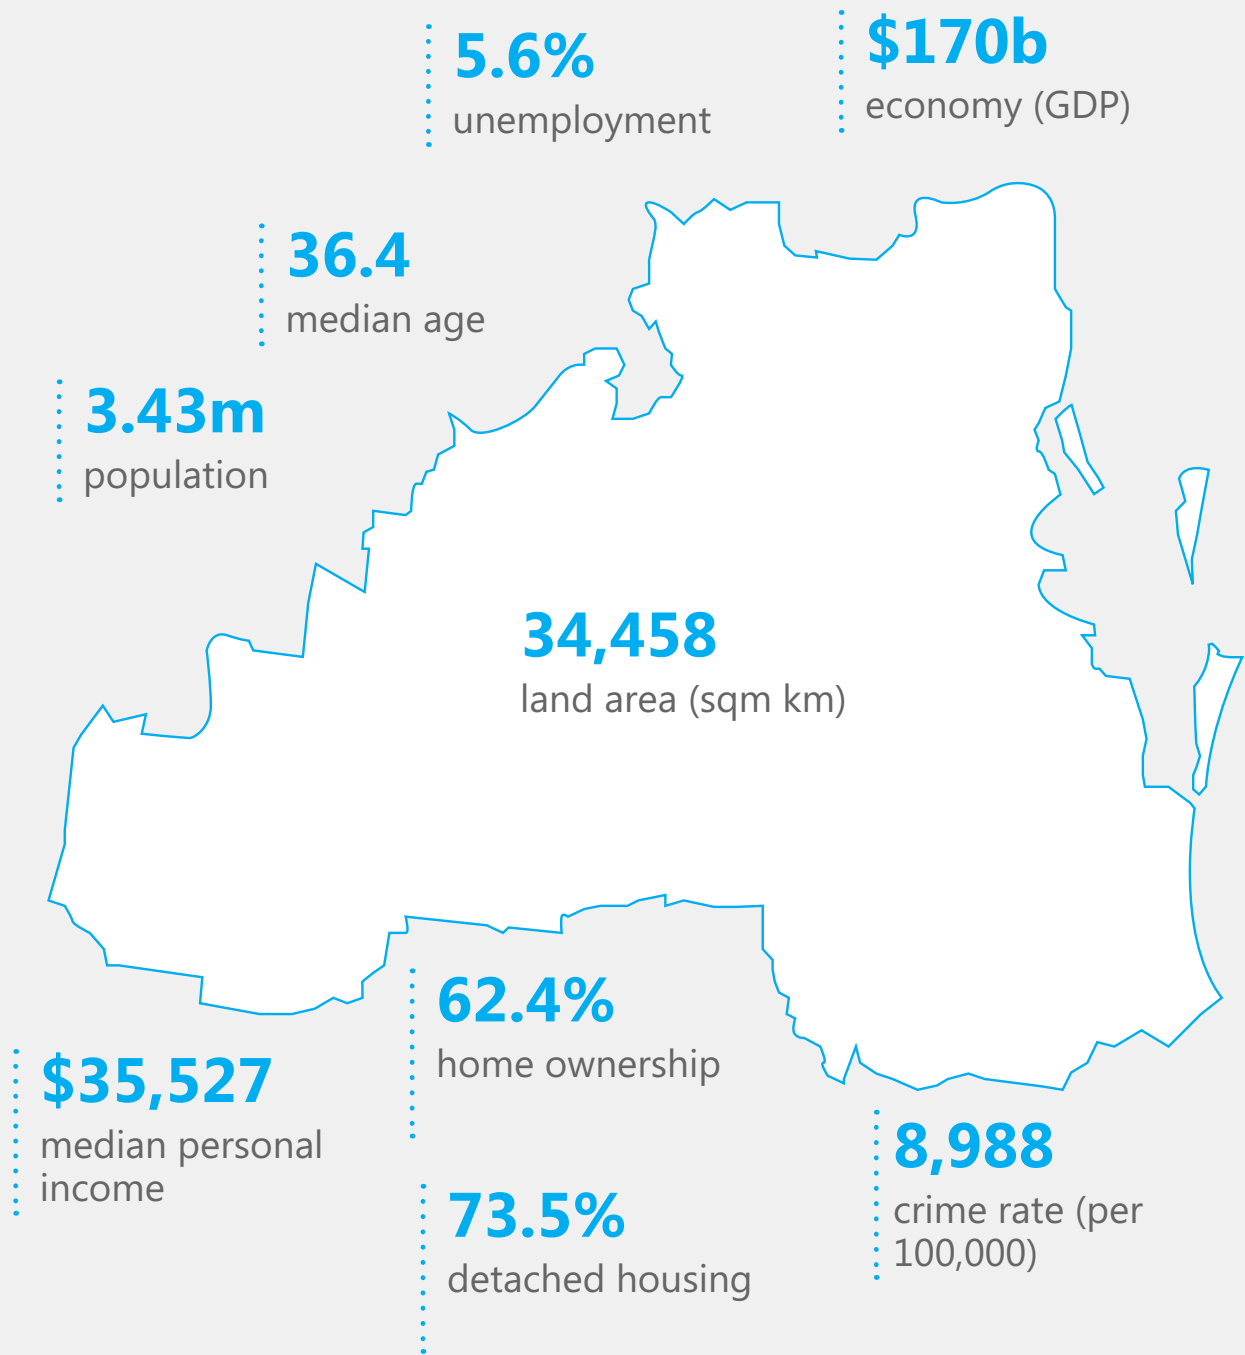 5.6%
unemployment
$170b
economy (GDP)
36.4
median age
3.43m
population
34,458
land area (sqm km)
62.4%
home ownership
$35,527
median personal
income
73.5%
detached housing
8,988
crime rate (per
100,000)